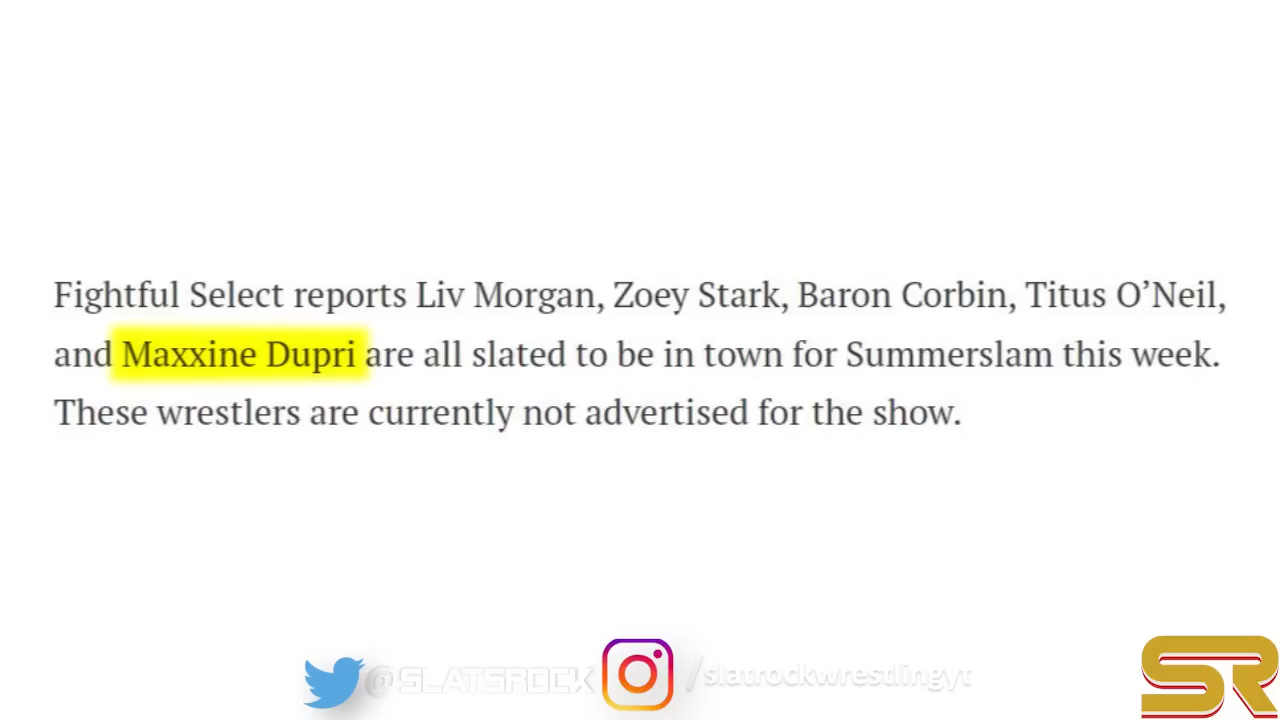 Fightful Select reports Liv Morgan, Zoey Stark, Baron Corbin, Titus O’Neil,
and Maxxine Dupri are all slated to be in town for Summerslam this week.
These wrestlers are currently not advertised for the show.
@SLATSROCK /slatrockwrestlingyt
SR